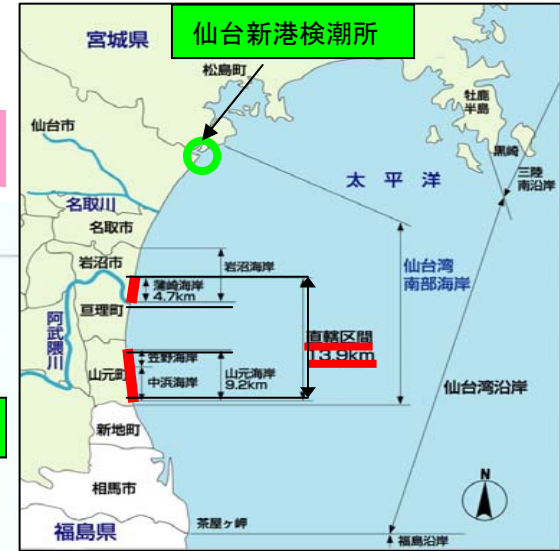 仙台新港検潮所
宮城県
松島町
牡鹿
半島
仙台市
黒崎
三陸
南沿岸
太平洋
名取川
名取市
仙台湾
南部海岸
岩沼市
岩沼海岸
蒲崎海岸
4.7km
亘理町
阿武隈川
直轄区間
13.9km
笠野海岸
山元町
中浜海岸
山元海岸
9.2km
仙台湾沿岸
新地町
相馬市
N
茶屋ヶ岬
福島県
福島沿岸